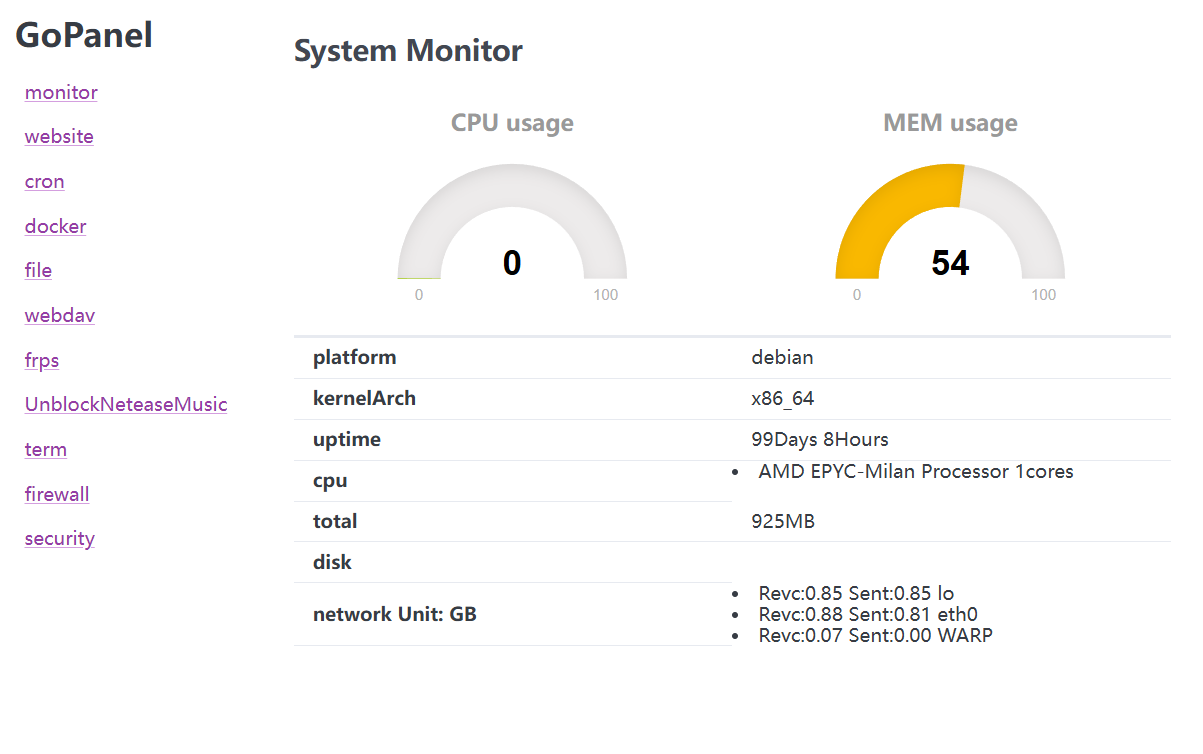 GoPanel
monitor
website
cron
docker
file
webdav
frps
UnblockNeteaseMusic
term
firewall
security
System Monitor
CPU usage
0
0 100
MEM usage
54
0 100
platform debian
kernelArch x86_64
uptime 99Days 8Hours
cpu • AMD EPYC-Milan Processor 1cores
total 925MB
disk
network Unit: GB
• Revc:0.85 Sent:0.85 lo
• Revc:0.88 Sent:0.81 eth0
• Revc:0.07 Sent:0.00 WARP